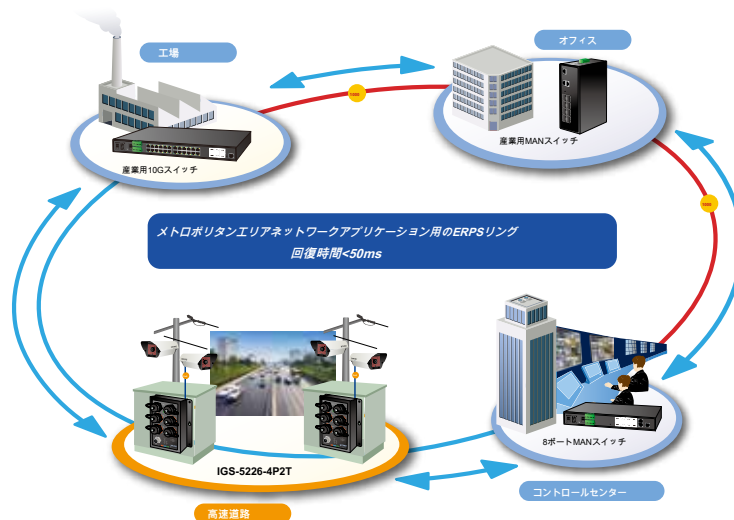 工場
オフィス
産業用10Gスイッチ
産業用MANスイッチ
メトロポリタンエリアネットワークアプリケーション用のERPSリング
回復時間<50ms
IGS-5226-4P2T
8ポートMANスイッチ
高速道路
コントロールセンター